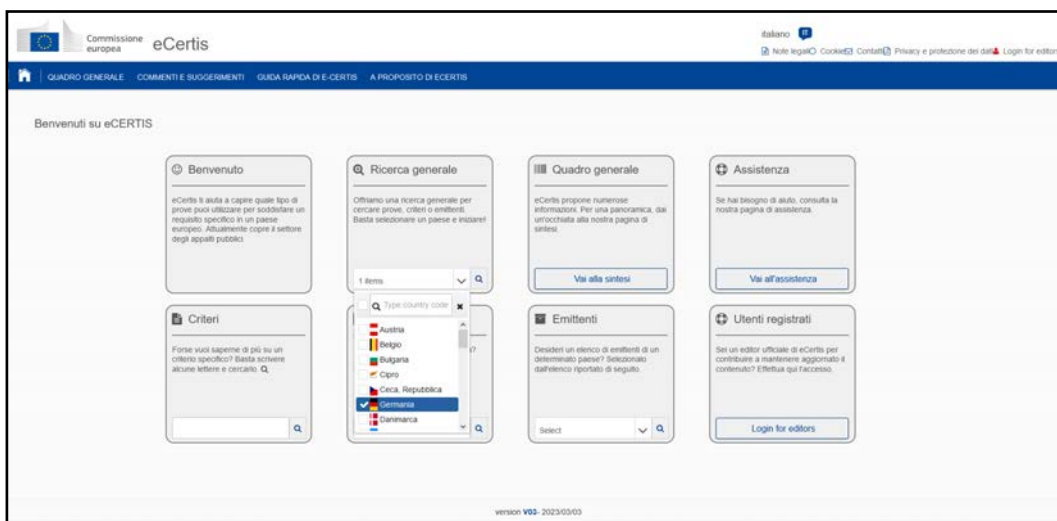 Commissione
europea
eCertis
italiano IT
Note legali Cookie Contatti Privacy e protezione dei dati Login for editors
QUADRO GENERALE COMMENTI E SUGGERIMENTI GUIDA RAPIDA DI E-CERTIS A PROPOSITO DI ECERTIS
Benvenuti su eCERTIS
Benvenuto
eCertis ti aiuta a capire quale tipo di
prove puoi utilizzare per soddisfare un
requisito specifico in un paese
europeo. Attualmente copre il settore
degli appalti pubblici.
Ricerca generale
Offriamo una ricerca generale per
cercare prove, criteri o emittenti.
Basta selezionare un paese e iniziare!
1 items
Type country code
Austria
Belgio
Bulgaria
Cipro
Ceca, Repubblica
Germania
Danimarca
Quadro generale
eCertis propone numerose
informazioni. Per una panoramica, dai
un'occhiata alla nostra pagina di
sintesi.
Vai alla sintesi
Assistenza
Se hai bisogno di aiuto, consulta la
nostra pagina di assistenza.
Vai all'assistenza
Criteri
Forse vuoi saperne di più su un
criterio specifico? Basta scrivere
alcune lettere e cercarlo.
Emittenti
Desideri un elenco di emittenti di un
determinato paese? Selezionalo
dall'elenco riportato di seguito.
Select
Utenti registrati
Sei un editor ufficiale di eCertis per
contribuire a mantenere aggiornato il
contenuto? Effettua qui l'accesso.
Login for editors
version V03- 2023/03/03